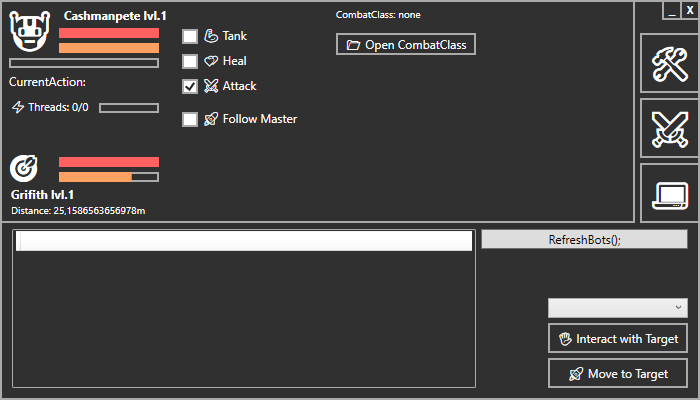 Cashmanpete lvl.1
CurrentAction:
Threads: 0/0
Tank
Heal
Attack
Follow Master
CombatClass: none
Open CombatClass
_ X
Grifith lvl.1
Distance: 25,1586563656978m
RefreshBots();
Interact with Target
Move to Target